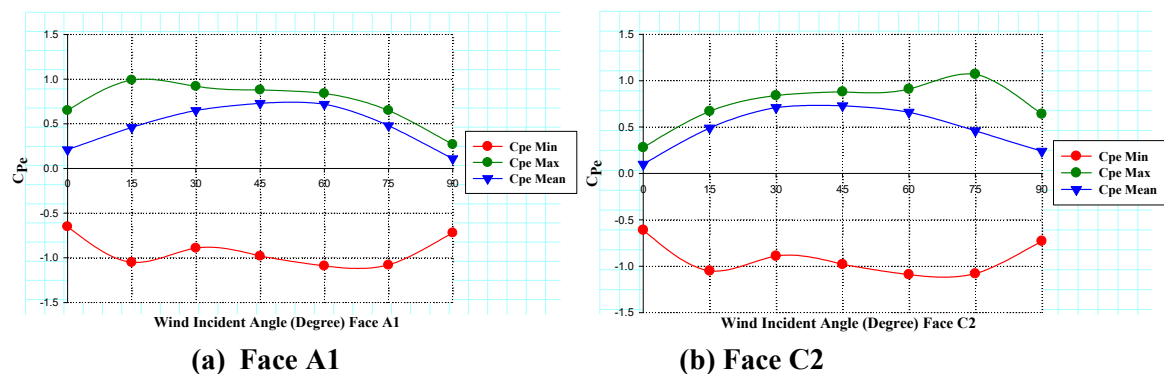 1.5
1.0
0.5
0.0
-0.5
-1.0
-1.5
CPe
0 15 30 45 60 75 90
Cpe Min
Cpe Max
Cpe Mean
Wind Incident Angle (Degree) Face A1
(a) Face A1
1.5
1.0
0.5
0.0
-0.5
-1.0
-1.5
CPe
0 15 30 45 60 75 90
Cpe Min
Cpe Max
Cpe Mean
Wind Incident Angle (Degree) Face C2
(b) Face C2